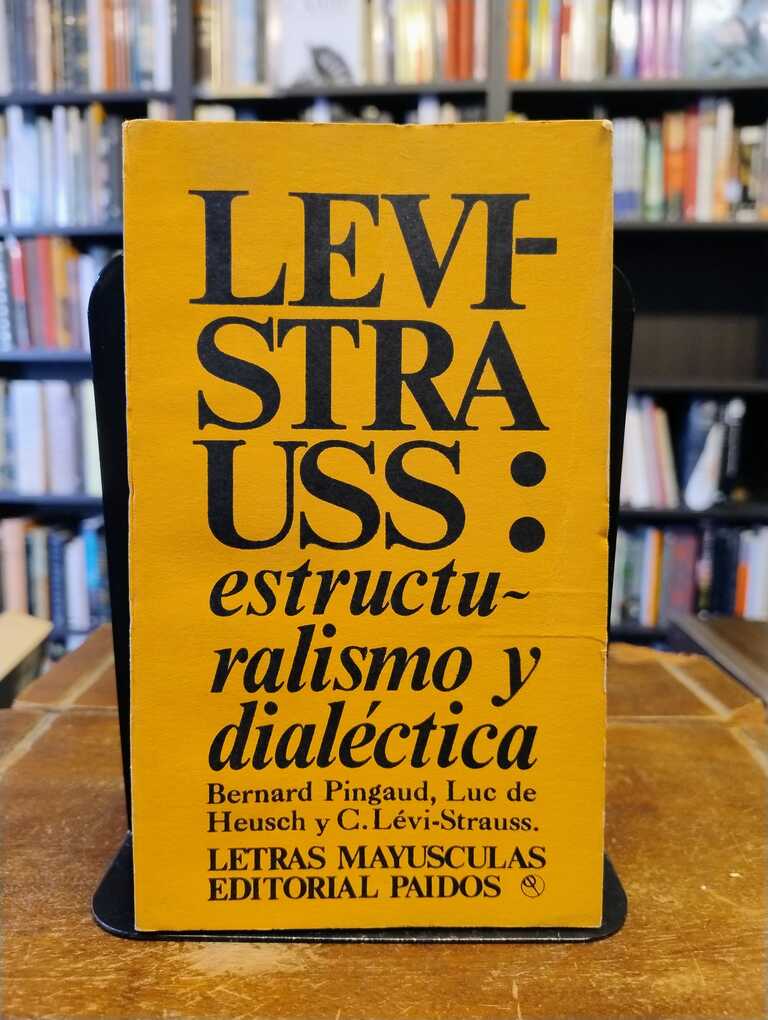 LEVI-
STRA
USS:
estructu-
ralismo y
dialéctica
Bernard Pingaud, Luc de
Heusch y C. Lévi-Strauss.
LETRAS MAYUSCULAS
EDITORIAL PAIDOS